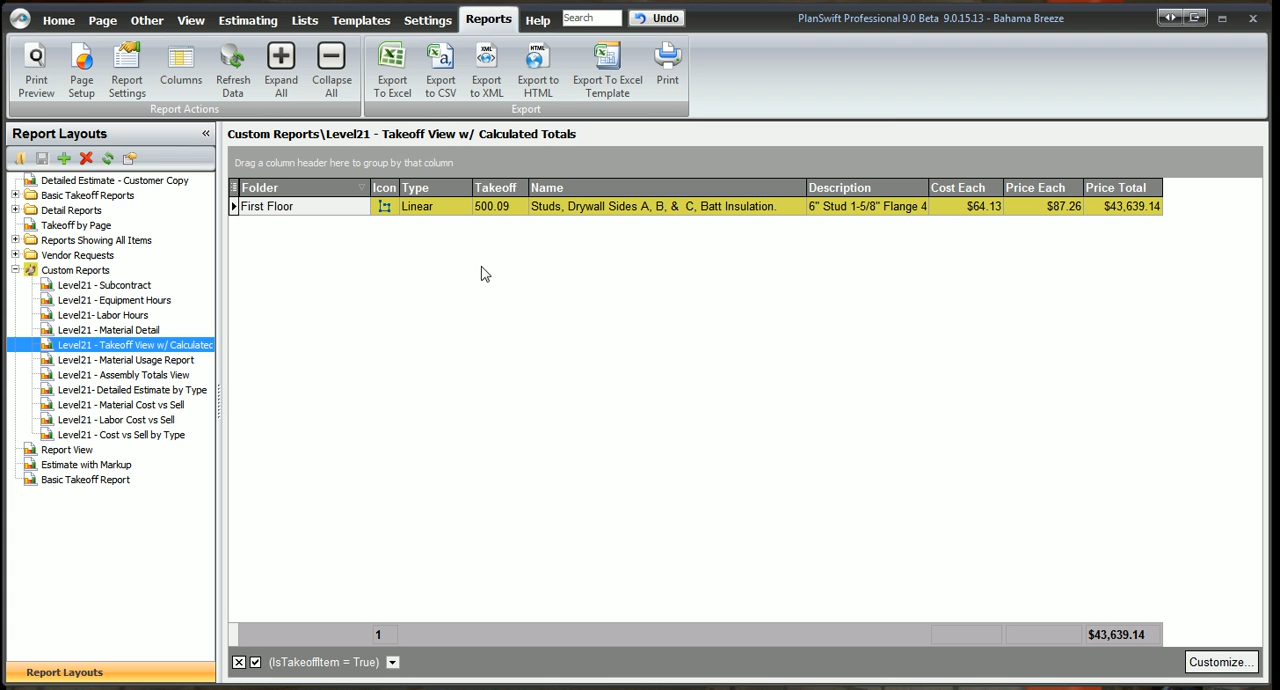 Home Page Other View Estimating Lists Templates Settings Reports Help Search Undo PlanSwift Professional 9.0 Beta 9.0.15.13 - Bahama Breeze
Print Preview
Page Setup
Report Settings
Columns
Refresh Data
Expand All
Collapse All
Export To Excel
Export to CSV
Export to XML
Export to HTML
Export To Excel Template
Print
Report Actions
Export
Report Layouts «
Custom Reports\Level21 - Takeoff View w/ Calculated Totals
Drag a column header here to group by that column
Folder Icon Type Takeoff Name Description Cost Each Price Each Price Total
First Floor Linear 500.09 Studs, Drywall Sides A, B, & C, Batt Insulation. 6" Stud 1-5/8" Flange 4 $64.13 $87.26 $43,639.14
Detailed Estimate - Customer Copy
Basic Takeoff Reports
Detail Reports
Takeoff by Page
Reports Showing All Items
Vendor Requests
Custom Reports
Level21 - Subcontract
Level21 - Equipment Hours
Level21- Labor Hours
Level21 - Material Detail
Level21 - Takeoff View w/ Calculated
Level21 - Material Usage Report
Level21 - Assembly Totals View
Level21- Detailed Estimate by Type
Level21 - Material Cost vs Sell
Level21 - Labor Cost vs Sell
Level21 - Cost vs Sell by Type
Report View
Estimate with Markup
Basic Takeoff Report
1 $43,639.14
(IsTakeoffItem = True)
Customize...
Report Layouts